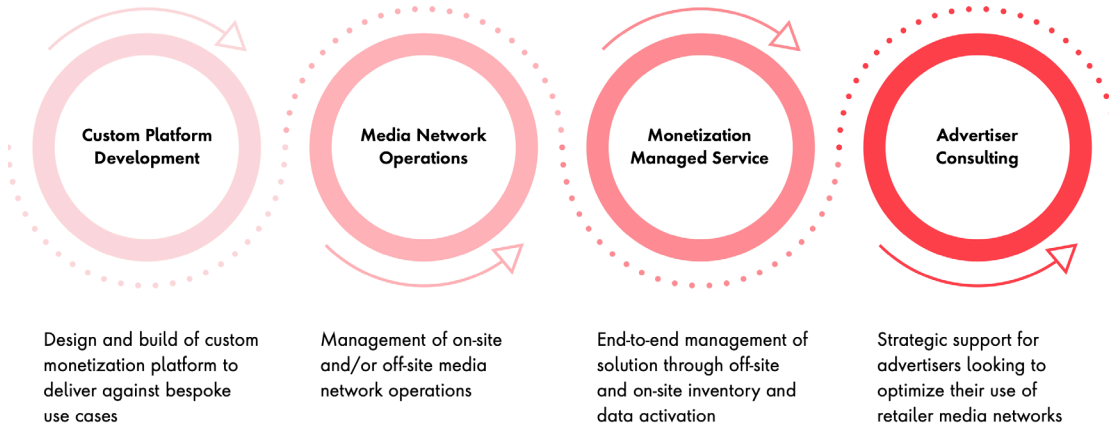 Custom Platform
Development
Media Network
Operations
Monetization
Managed Service
Advertiser
Consulting
Design and build of custom
monetization platform to
deliver against bespoke
use cases
Management of on-site
and/or off-site media
network operations
End-to-end management of
solution through off-site
and on-site inventory and
data activation
Strategic support for
advertisers looking to
optimize their use of
retailer media networks